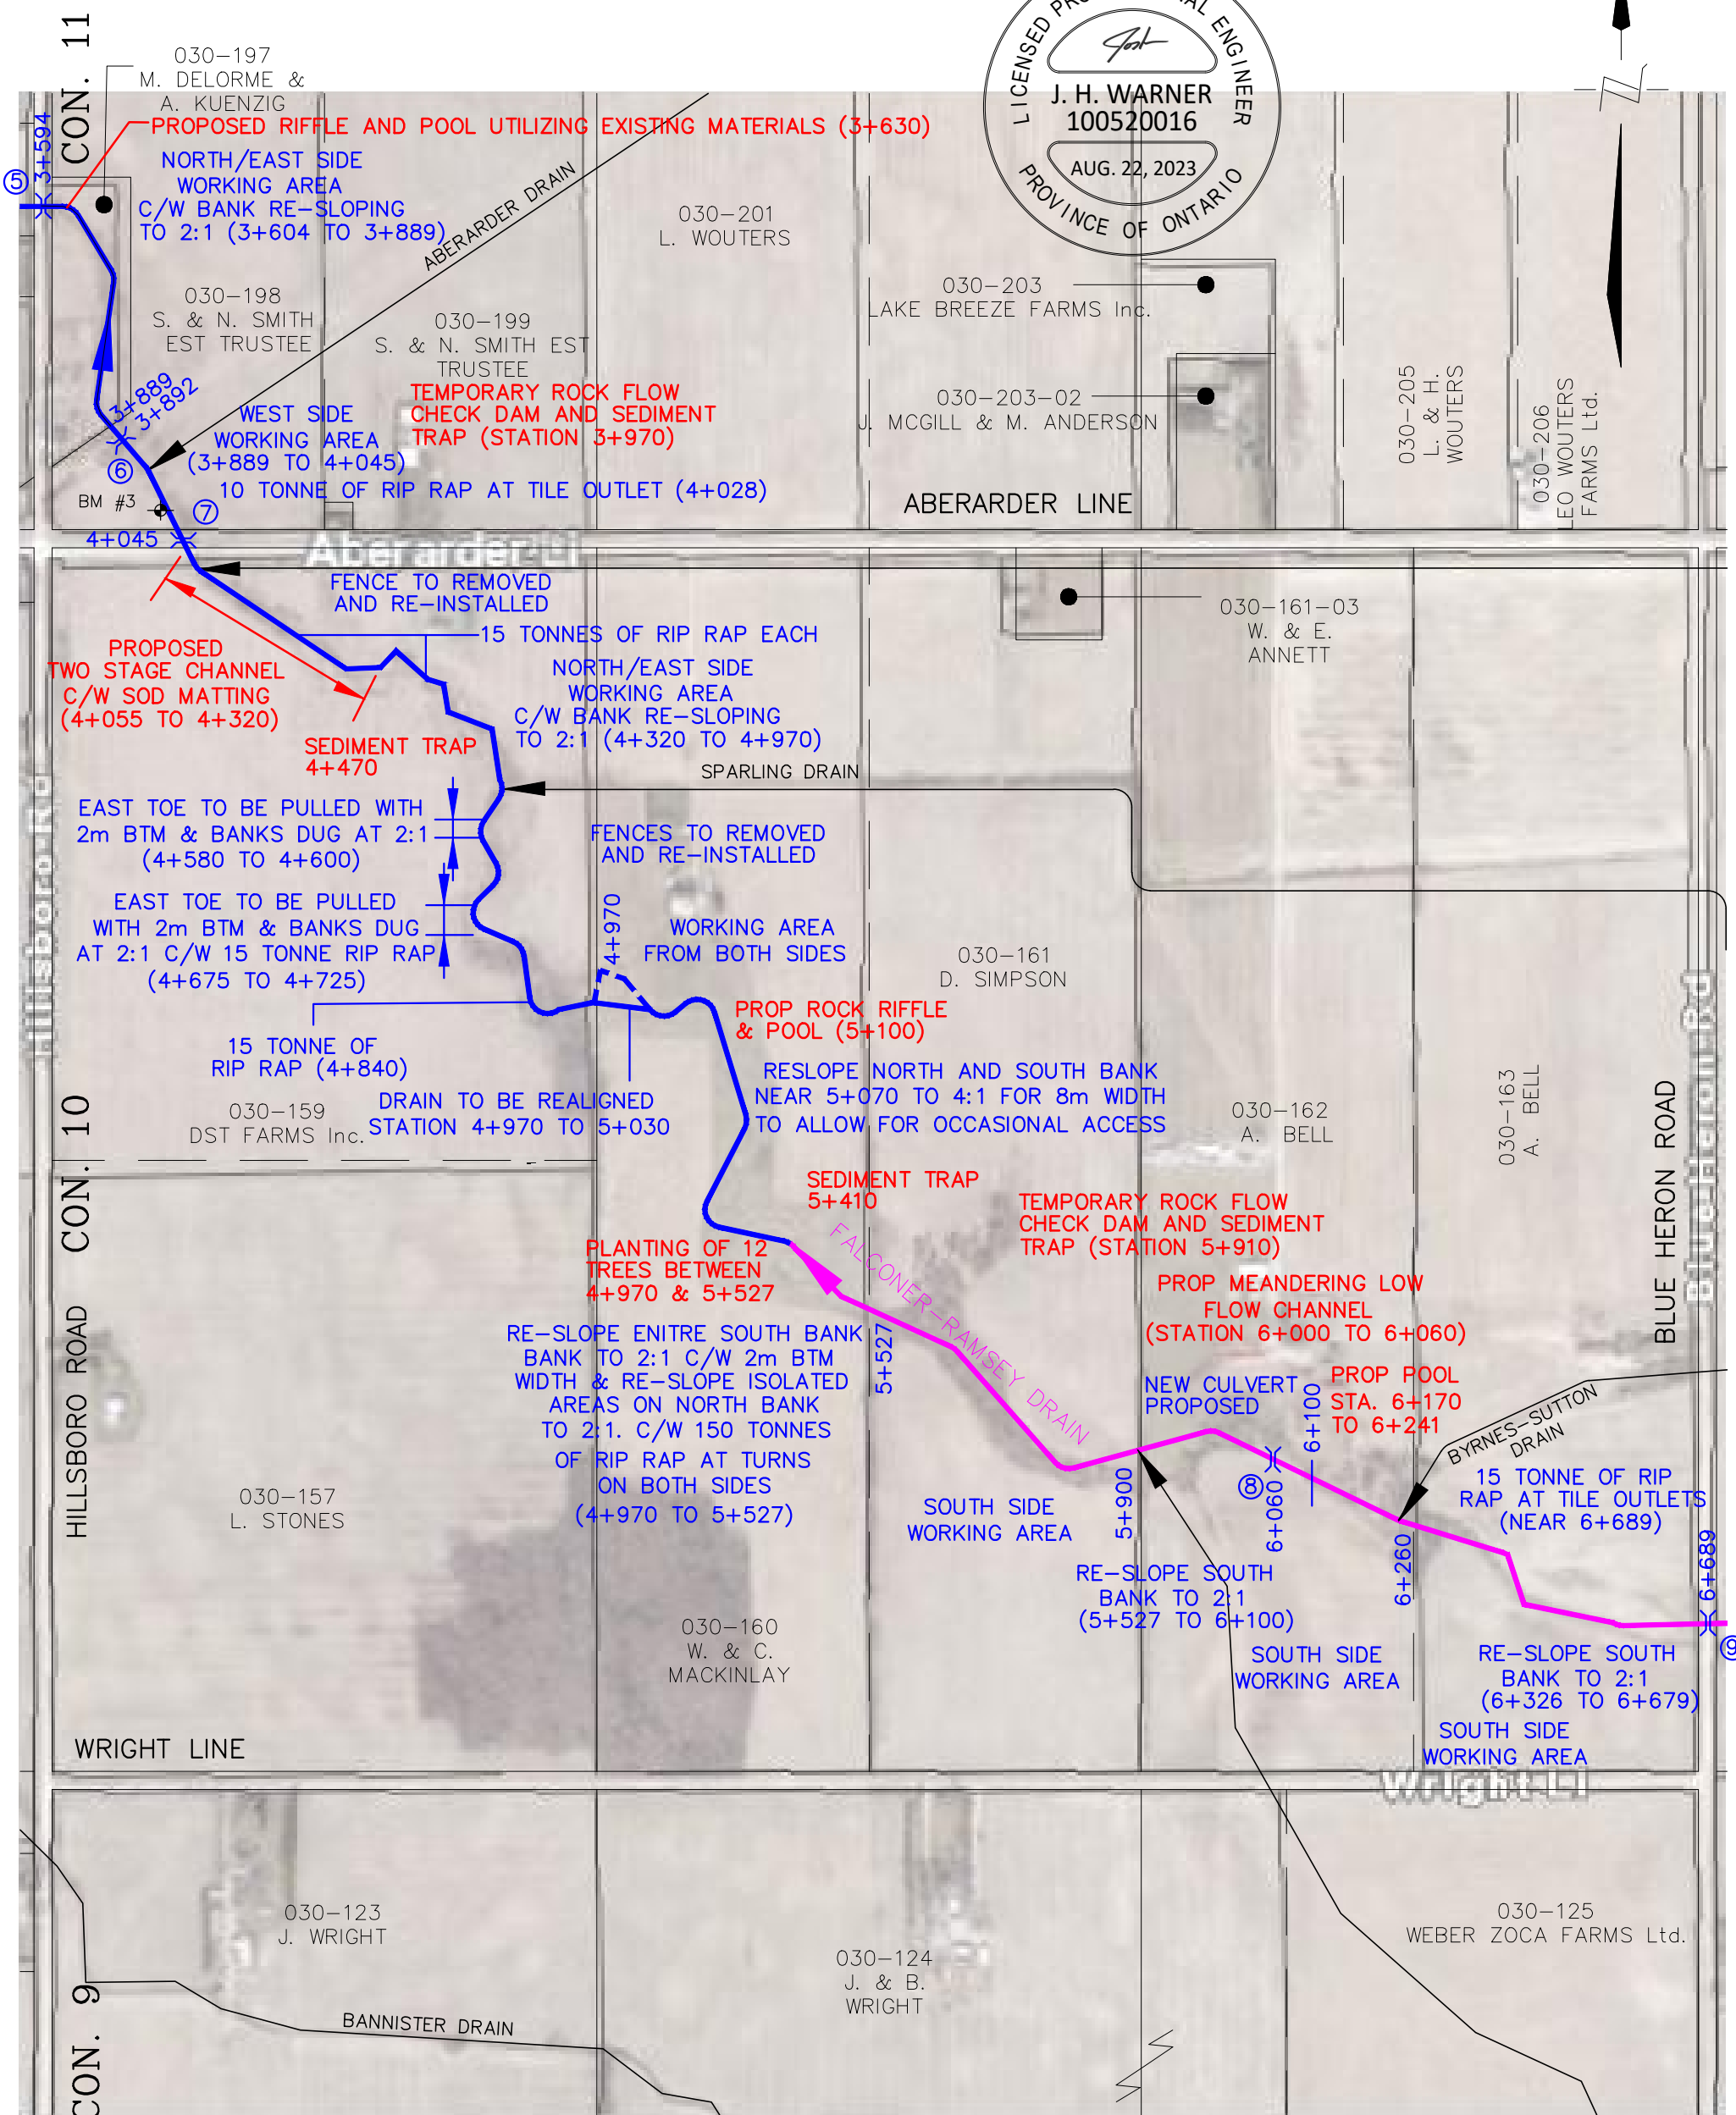 CON. 11
030-197
M. DELORME &
A. KUENZIG
PROPOSED RIFFLE AND POOL UTILIZING EXISTING MATERIALS (3+630)
LICENSED PROFESSIONAL ENGINEER
J. H. WARNER
100520016
AUG. 22, 2023
PROVINCE OF ONTARIO
5
3+594
NORTH/EAST SIDE
WORKING AREA
C/W BANK RE-SLOPING
TO 2:1 (3+604 TO 3+889)
ABERARDER DRAIN
030-201
L. WOUTERS
030-198
S. & N. SMITH
EST TRUSTEE
030-199
S. & N. SMITH EST
TRUSTEE
030-203
LAKE BREEZE FARMS Inc.
030-203-02
J. MCGILL & M. ANDERSON
030-205
L. & H.
WOUTERS
030-206
LEO WOUTERS
FARMS Ltd.
3+889
3+892
6
WEST SIDE
WORKING AREA
(3+889 TO 4+045)
TEMPORARY ROCK FLOW
CHECK DAM AND SEDIMENT
TRAP (STATION 3+970)
10 TONNE OF RIP RAP AT TILE OUTLET (4+028)
BM #3
7
4+045
ABERARDER LINE
Aberarder Li
FENCE TO REMOVED
AND RE-INSTALLED
15 TONNES OF RIP RAP EACH
030-161-03
W. & E.
ANNETT
PROPOSED
TWO STAGE CHANNEL
C/W SOD MATTING
(4+055 TO 4+320)
NORTH/EAST SIDE
WORKING AREA
C/W BANK RE-SLOPING
TO 2:1 (4+320 TO 4+970)
SEDIMENT TRAP
4+470
SPARLING DRAIN
EAST TOE TO BE PULLED WITH
2m BTM & BANKS DUG AT 2:1
(4+580 TO 4+600)
FENCES TO REMOVED
AND RE-INSTALLED
EAST TOE TO BE PULLED
WITH 2m BTM & BANKS DUG
AT 2:1 C/W 15 TONNE RIP RAP
(4+675 TO 4+725)
4+970
WORKING AREA
FROM BOTH SIDES
030-161
D. SIMPSON
Hillsboro Rd
15 TONNE OF
RIP RAP (4+840)
PROP ROCK RIFFLE
& POOL (5+100)
RESLOPE NORTH AND SOUTH BANK
NEAR 5+070 TO 4:1 FOR 8m WIDTH
TO ALLOW FOR OCCASIONAL ACCESS
DRAIN TO BE REALIGNED
STATION 4+970 TO 5+030
030-159
DST FARMS Inc.
CON. 10
030-162
A. BELL
030-163
A. BELL
BLUE HERON ROAD
Blue Heron Rd
SEDIMENT TRAP
5+410
TEMPORARY ROCK FLOW
CHECK DAM AND SEDIMENT
TRAP (STATION 5+910)
FALCONER-RAMSEY DRAIN
PLANTING OF 12
TREES BETWEEN
4+970 & 5+527
PROP MEANDERING LOW
FLOW CHANNEL
(STATION 6+000 TO 6+060)
HILLSBORO ROAD
RE-SLOPE ENITRE SOUTH BANK
BANK TO 2:1 C/W 2m BTM
WIDTH & RE-SLOPE ISOLATED
AREAS ON NORTH BANK
TO 2:1. C/W 150 TONNES
OF RIP RAP AT TURNS
ON BOTH SIDES
(4+970 TO 5+527)
5+527
NEW CULVERT
PROPOSED
6+100
PROP POOL
STA. 6+170
TO 6+241
BYRNES-SUTTON
DRAIN
15 TONNE OF RIP
RAP AT TILE OUTLETS
(NEAR 6+689)
030-157
L. STONES
SOUTH SIDE
WORKING AREA
5+900
8
6+060
6+260
6+689
9
RE-SLOPE SOUTH
BANK TO 2:1
(5+527 TO 6+100)
030-160
W. & C.
MACKINLAY
SOUTH SIDE
WORKING AREA
RE-SLOPE SOUTH
BANK TO 2:1
(6+326 TO 6+679)
SOUTH SIDE
WORKING AREA
WRIGHT LINE
Wright Li
030-123
J. WRIGHT
030-124
J. & B.
WRIGHT
030-125
WEBER ZOCA FARMS Ltd.
CON. 9
BANNISTER DRAIN